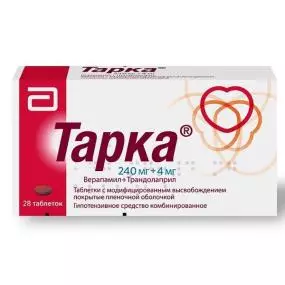 Тарка®
240 мг + 4 мг
Верапамил+Трандолаприл
Таблетки с модифицированным высвобождением
покрытые пленочной оболочкой
Гипотензивное средство комбинированное
28 таблеток